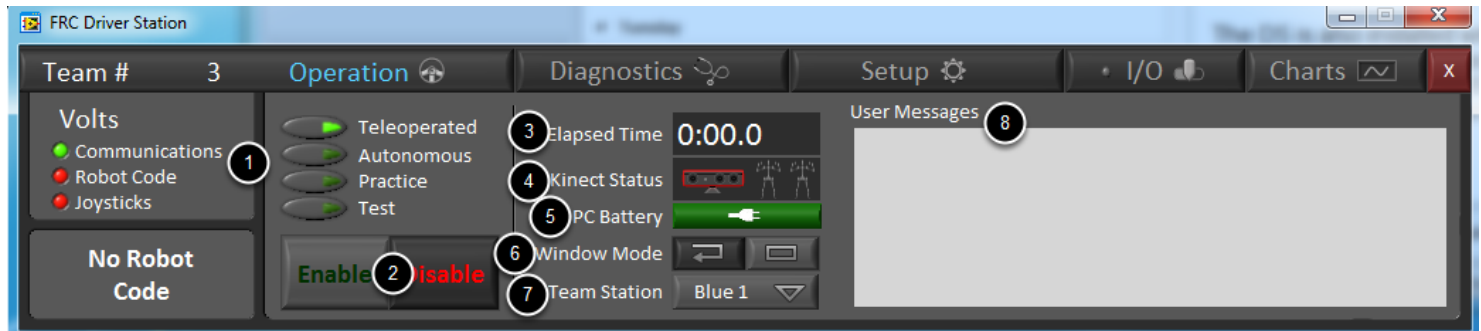 FRC Driver Station
Tuesday
Team # 3 Operation Diagnostics Setup I/O Charts X
Volts
Communications
Robot Code
Joysticks
1
No Robot
Code
Teleoperated
Autonomous
Practice
Test
Enable 2 Disable
3 Elapsed Time 0:00.0
4 Kinect Status
5 PC Battery
6 Window Mode
7 Team Station Blue 1
User Messages 8